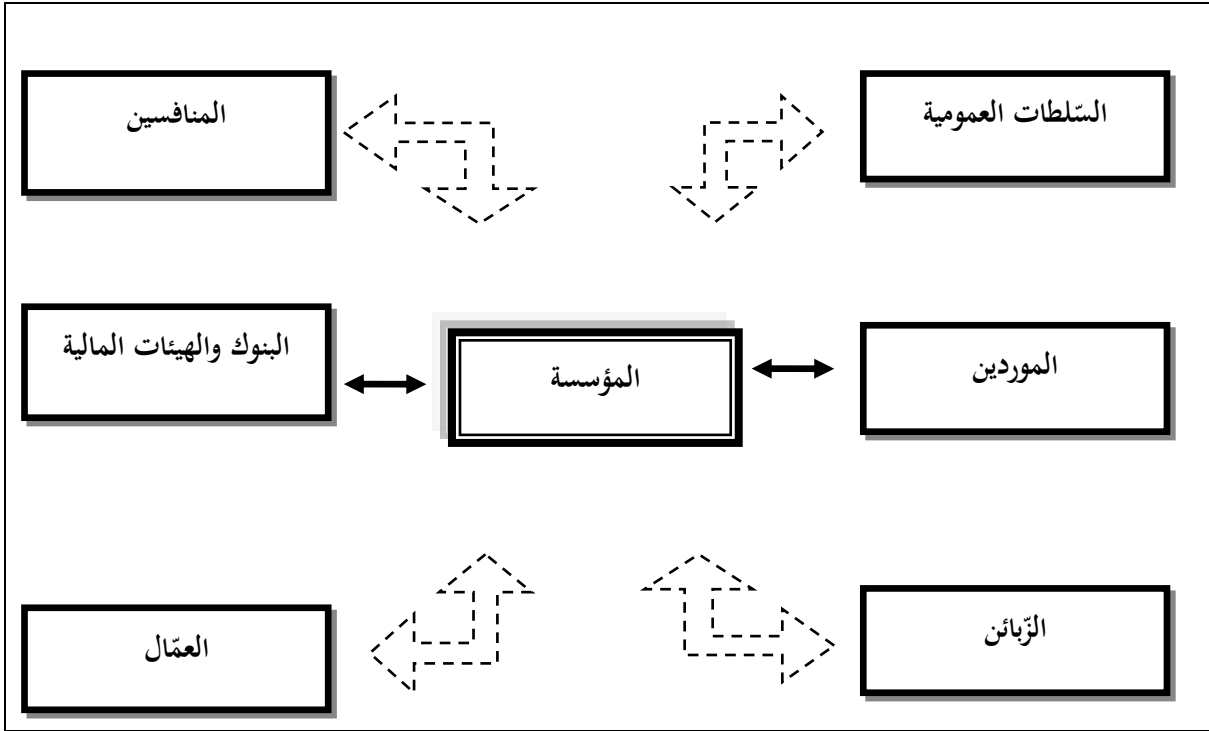 السّلطات العمومية
المنافسين
البنوك والهيئات المالية
المؤسسة
الموردين
الزّبائن
العمّال